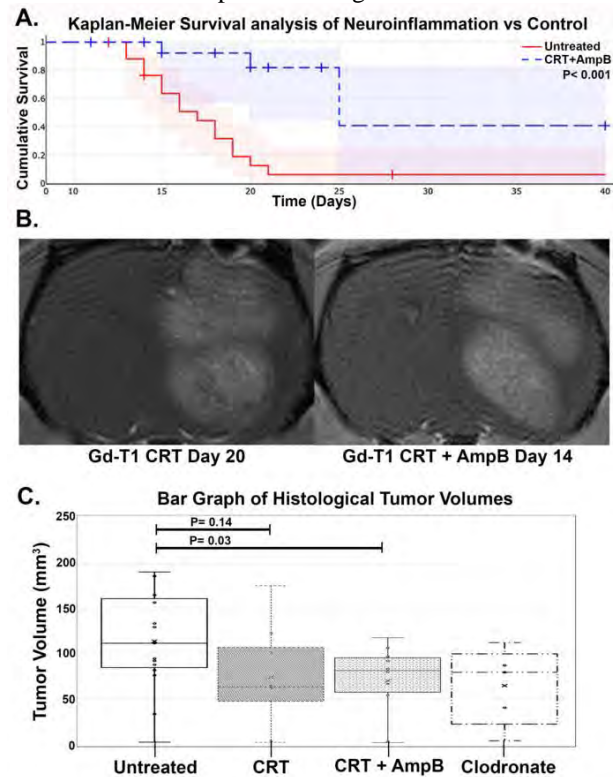 A.
Kaplan-Meier Survival analysis of Neuroinflammation vs Control
Untreated
CRT+AmpB
P< 0.001
Cumulative Survival
1
0.8
0.6
0.4
0.2
0
0 10 15 20 25 30 35 40
Time (Days)
B.
Gd-T1 CRT Day 20
Gd-T1 CRT + AmpB Day 14
C.
Bar Graph of Histological Tumor Volumes
P= 0.14
P= 0.03
Tumor Volume (mm³)
250
200
150
100
50
0
Untreated CRT CRT + AmpB Clodronate